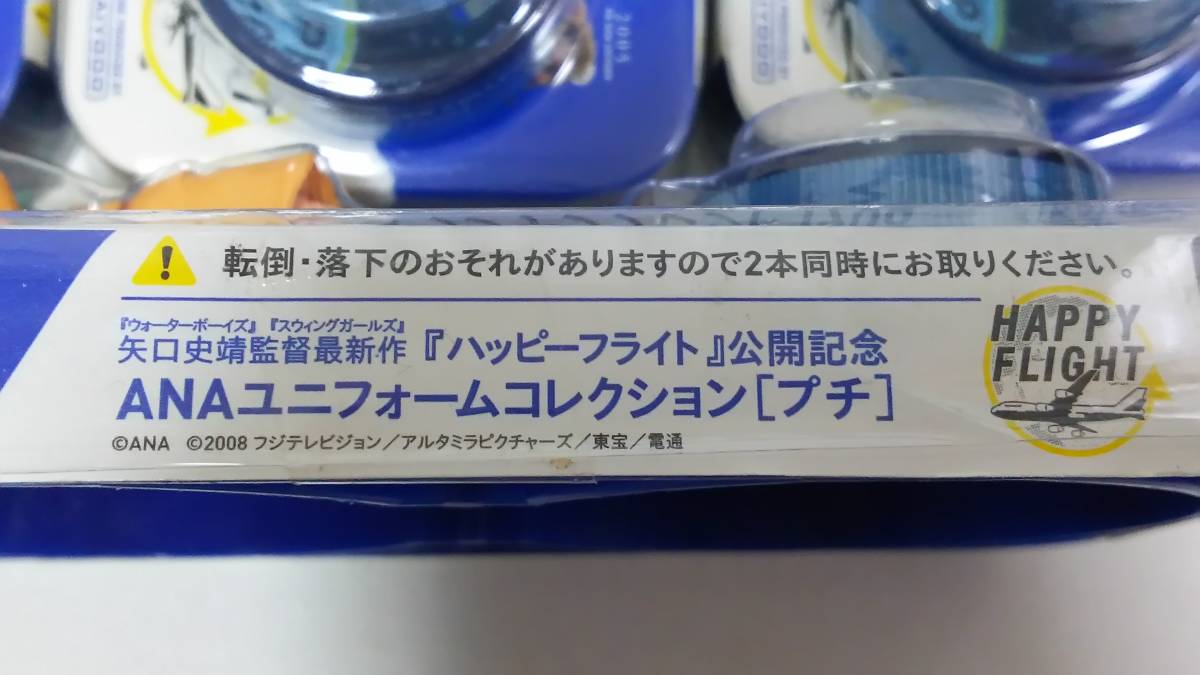 2005
KAIYODO
転倒・落下のおそれがありますので2本同時にお取りください。
『ウォーターボーイズ』『スウィングガールズ』
矢口史靖監督最新作『ハッピーフライト』公開記念
ANAユニフォームコレクション[プチ]
©ANA ©2008 フジテレビジョン／アルタミラピクチャーズ／東宝／電通
HAPPY
FLIGHT